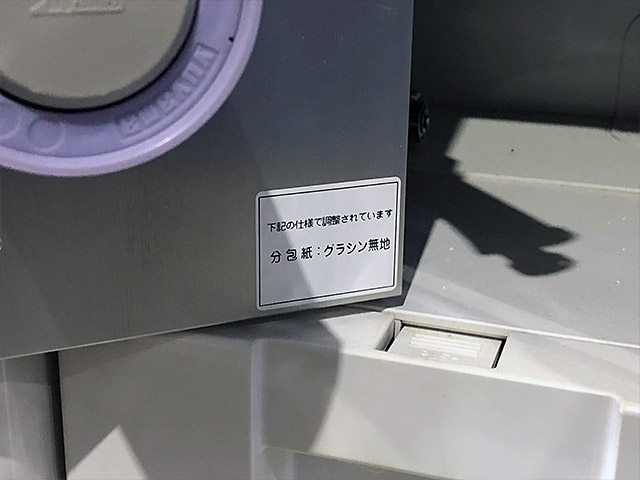 下記の仕様で調整されています
分包紙：グラシン無地